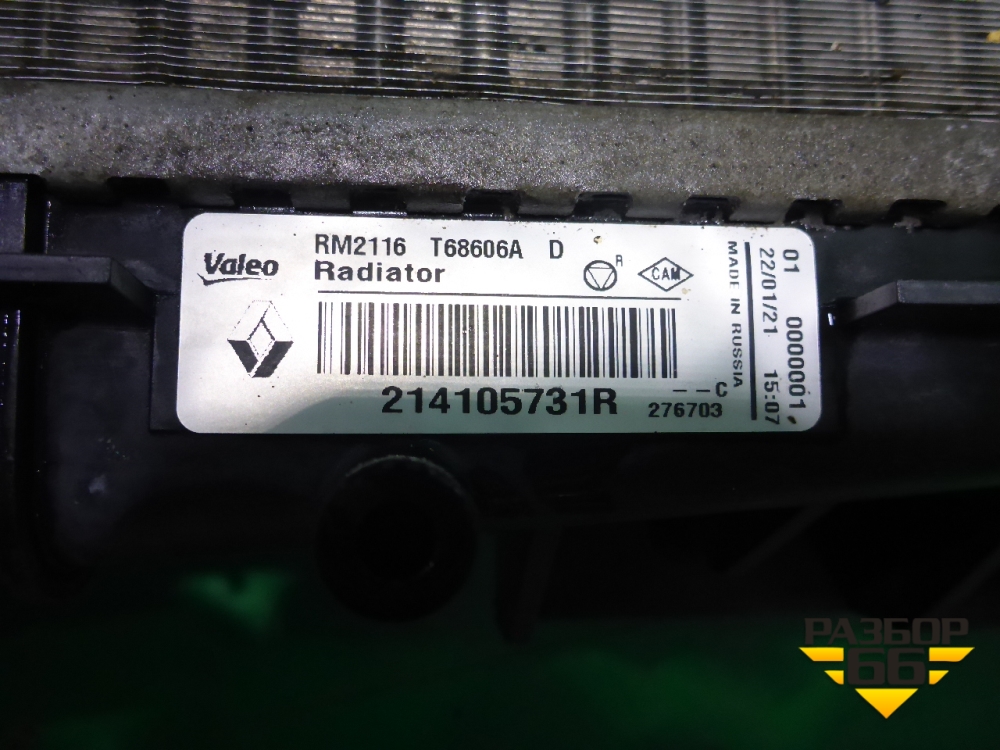 Valeo
RM2116 T68606A D
Radiator
R
CAM
214105731R
--C
276703
MADE IN RUSSIA
22/01/21 15:07
01 0000001
РАЗБОР
66